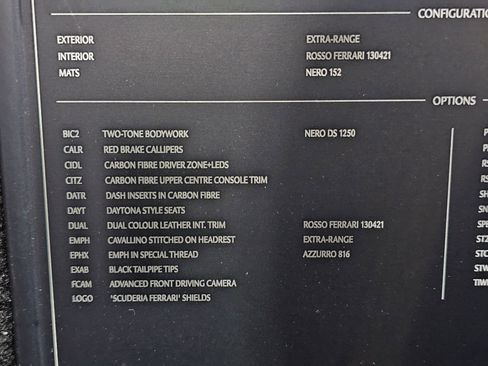 CONFIGURATIO
EXTERIOR EXTRA-RANGE
INTERIOR ROSSO FERRARI 130421
MATS NERO 152
OPTIONS
BIC2 TWO-TONE BODYWORK NERO DS 1250
CALR RED BRAKE CALLIPERS
CIDL CARBON FIBRE DRIVER ZONE+LEDS
CITZ CARBON FIBRE UPPER CENTRE CONSOLE TRIM
DATR DASH INSERTS IN CARBON FIBRE
DAYT DAYTONA STYLE SEATS
DUAL DUAL COLOUR LEATHER INT. TRIM ROSSO FERRARI 130421
EMPH CAVALLINO STITCHED ON HEADREST EXTRA-RANGE
EPHX EMPH IN SPECIAL THREAD AZZURRO 816
EXAB BLACK TAILPIPE TIPS
FCAM ADVANCED FRONT DRIVING CAMERA
LOGO 'SCUDERIA FERRARI' SHIELDS